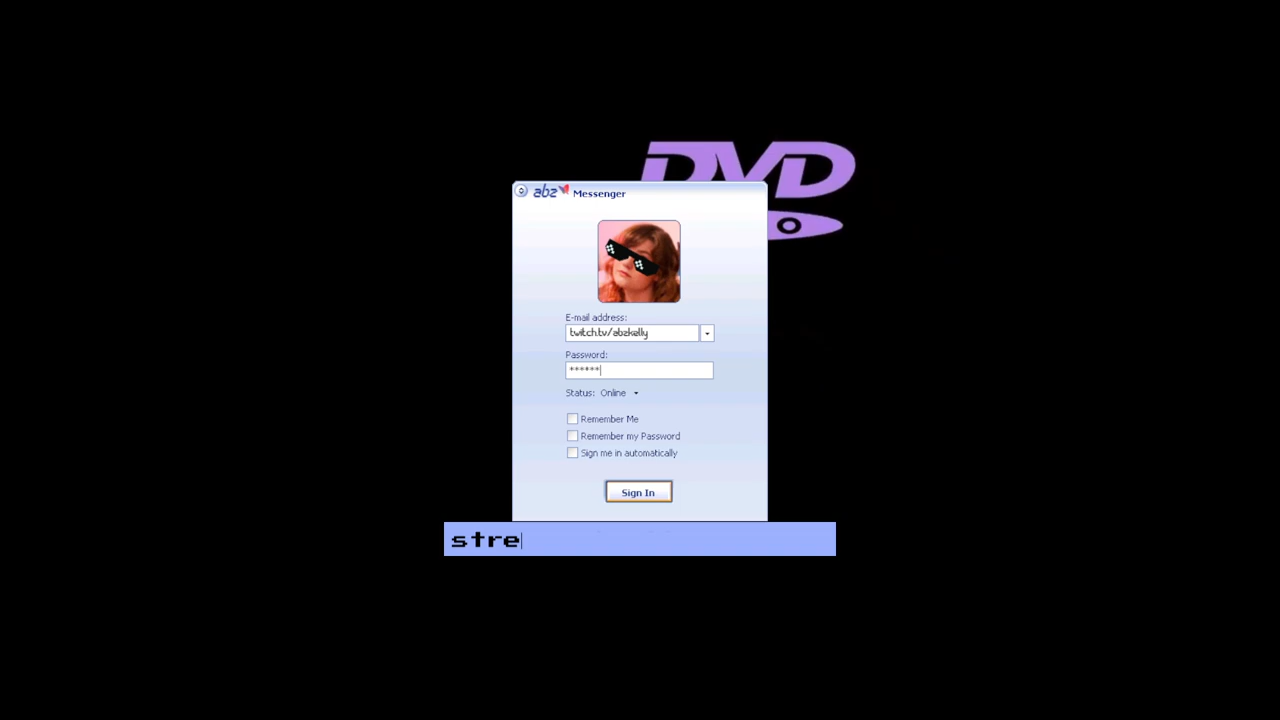 DVD
abz Messenger
E-mail address:
twitch.tv/abzkelly
Password:
******
Status: Online
Remember Me
Remember my Password
Sign me in automatically
Sign In
stre